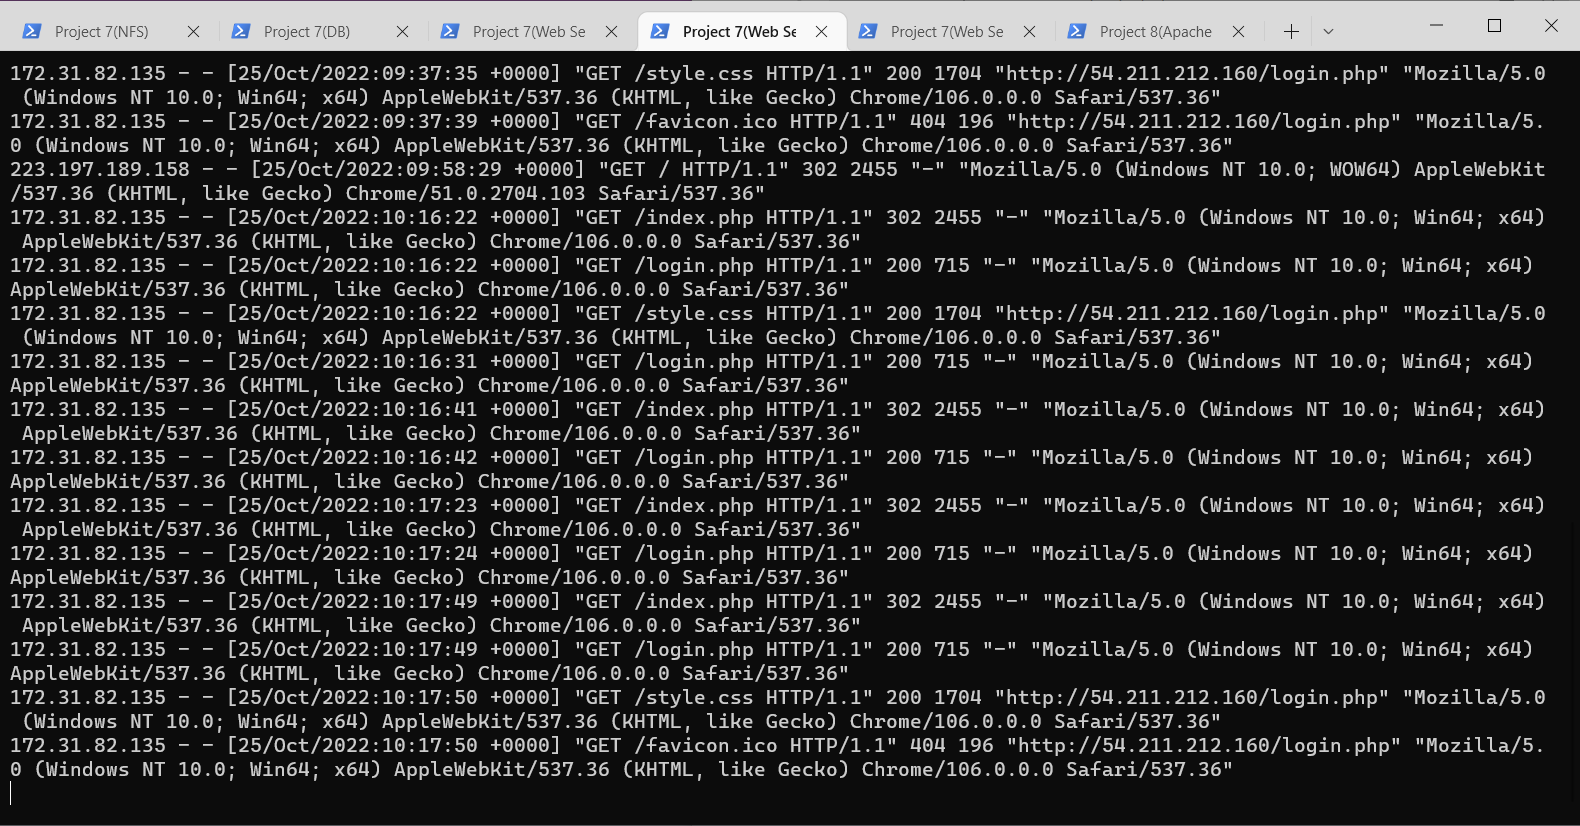 Project 7(NFS) Project 7(DB) Project 7(Web Se Project 7(Web Se Project 7(Web Se Project 8(Apache
172.31.82.135 - - [25/Oct/2022:09:37:35 +0000] "GET /style.css HTTP/1.1" 200 1704 "http://54.211.212.160/login.php" "Mozilla/5.0
(Windows NT 10.0; Win64; x64) AppleWebKit/537.36 (KHTML, like Gecko) Chrome/106.0.0.0 Safari/537.36"
172.31.82.135 - - [25/Oct/2022:09:37:39 +0000] "GET /favicon.ico HTTP/1.1" 404 196 "http://54.211.212.160/login.php" "Mozilla/5.
0 (Windows NT 10.0; Win64; x64) AppleWebKit/537.36 (KHTML, like Gecko) Chrome/106.0.0.0 Safari/537.36"
223.197.189.158 - - [25/Oct/2022:09:58:29 +0000] "GET / HTTP/1.1" 302 2455 "-" "Mozilla/5.0 (Windows NT 10.0; WOW64) AppleWebKit
/537.36 (KHTML, like Gecko) Chrome/51.0.2704.103 Safari/537.36"
172.31.82.135 - - [25/Oct/2022:10:16:22 +0000] "GET /index.php HTTP/1.1" 302 2455 "-" "Mozilla/5.0 (Windows NT 10.0; Win64; x64)
AppleWebKit/537.36 (KHTML, like Gecko) Chrome/106.0.0.0 Safari/537.36"
172.31.82.135 - - [25/Oct/2022:10:16:22 +0000] "GET /login.php HTTP/1.1" 200 715 "-" "Mozilla/5.0 (Windows NT 10.0; Win64; x64)
AppleWebKit/537.36 (KHTML, like Gecko) Chrome/106.0.0.0 Safari/537.36"
172.31.82.135 - - [25/Oct/2022:10:16:22 +0000] "GET /style.css HTTP/1.1" 200 1704 "http://54.211.212.160/login.php" "Mozilla/5.0
(Windows NT 10.0; Win64; x64) AppleWebKit/537.36 (KHTML, like Gecko) Chrome/106.0.0.0 Safari/537.36"
172.31.82.135 - - [25/Oct/2022:10:16:31 +0000] "GET /login.php HTTP/1.1" 200 715 "-" "Mozilla/5.0 (Windows NT 10.0; Win64; x64)
AppleWebKit/537.36 (KHTML, like Gecko) Chrome/106.0.0.0 Safari/537.36"
172.31.82.135 - - [25/Oct/2022:10:16:41 +0000] "GET /index.php HTTP/1.1" 302 2455 "-" "Mozilla/5.0 (Windows NT 10.0; Win64; x64)
AppleWebKit/537.36 (KHTML, like Gecko) Chrome/106.0.0.0 Safari/537.36"
172.31.82.135 - - [25/Oct/2022:10:16:42 +0000] "GET /login.php HTTP/1.1" 200 715 "-" "Mozilla/5.0 (Windows NT 10.0; Win64; x64)
AppleWebKit/537.36 (KHTML, like Gecko) Chrome/106.0.0.0 Safari/537.36"
172.31.82.135 - - [25/Oct/2022:10:17:23 +0000] "GET /index.php HTTP/1.1" 302 2455 "-" "Mozilla/5.0 (Windows NT 10.0; Win64; x64)
AppleWebKit/537.36 (KHTML, like Gecko) Chrome/106.0.0.0 Safari/537.36"
172.31.82.135 - - [25/Oct/2022:10:17:24 +0000] "GET /login.php HTTP/1.1" 200 715 "-" "Mozilla/5.0 (Windows NT 10.0; Win64; x64)
AppleWebKit/537.36 (KHTML, like Gecko) Chrome/106.0.0.0 Safari/537.36"
172.31.82.135 - - [25/Oct/2022:10:17:49 +0000] "GET /index.php HTTP/1.1" 302 2455 "-" "Mozilla/5.0 (Windows NT 10.0; Win64; x64)
AppleWebKit/537.36 (KHTML, like Gecko) Chrome/106.0.0.0 Safari/537.36"
172.31.82.135 - - [25/Oct/2022:10:17:49 +0000] "GET /login.php HTTP/1.1" 200 715 "-" "Mozilla/5.0 (Windows NT 10.0; Win64; x64)
AppleWebKit/537.36 (KHTML, like Gecko) Chrome/106.0.0.0 Safari/537.36"
172.31.82.135 - - [25/Oct/2022:10:17:50 +0000] "GET /style.css HTTP/1.1" 200 1704 "http://54.211.212.160/login.php" "Mozilla/5.0
(Windows NT 10.0; Win64; x64) AppleWebKit/537.36 (KHTML, like Gecko) Chrome/106.0.0.0 Safari/537.36"
172.31.82.135 - - [25/Oct/2022:10:17:50 +0000] "GET /favicon.ico HTTP/1.1" 404 196 "http://54.211.212.160/login.php" "Mozilla/5.
0 (Windows NT 10.0; Win64; x64) AppleWebKit/537.36 (KHTML, like Gecko) Chrome/106.0.0.0 Safari/537.36"